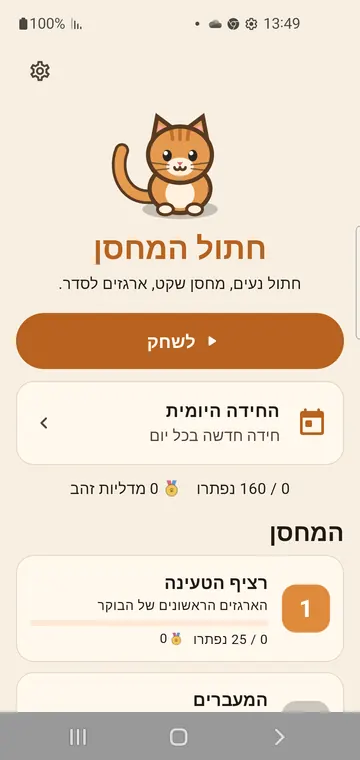 100% 13:49
חתול המחסן
חתול נעים, מחסן שקט, ארגזים לסדר.
לשחק
החידה היומית
חידה חדשה בכל יום
0 / 160 נפתרו 🏅 0 מדליות זהב
המחסן
1
רציף הטעינה
הארגזים הראשונים של הבוקר
0 / 25 נפתרו 🏅 0
המעברים